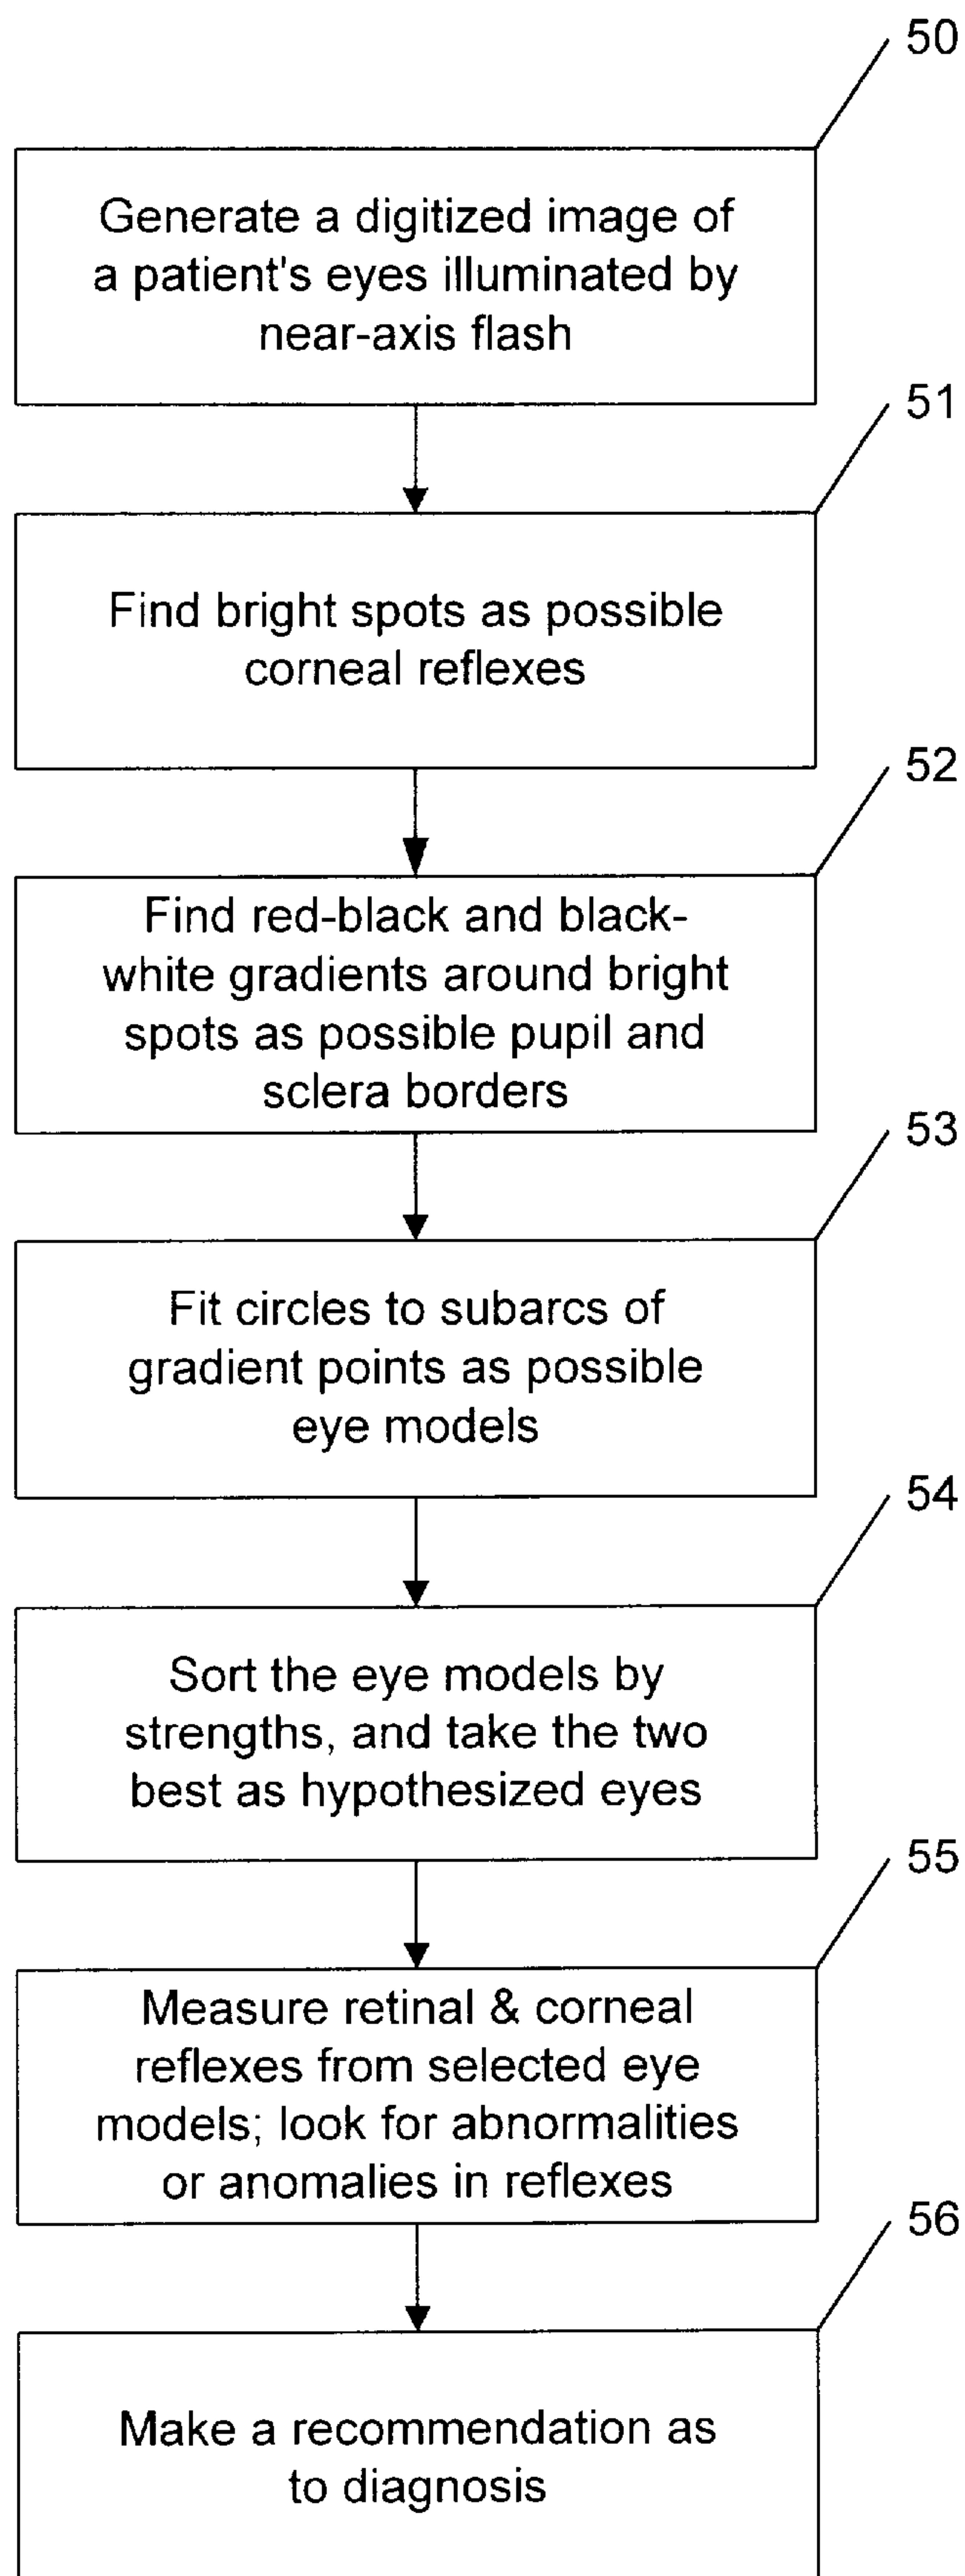 50
Generate a digitized image of
a patient's eyes illuminated by
near-axis flash
51
Find bright spots as possible
corneal reflexes
52
Find red-black and black-
white gradients around bright
spots as possible pupil and
sclera borders
53
Fit circles to subarcs of
gradient points as possible
eye models
54
Sort the eye models by
strengths, and take the two
best as hypothesized eyes
55
Measure retinal & corneal
reflexes from selected eye
models; look for abnormalities
or anomalies in reflexes
56
Make a recommendation as
to diagnosis